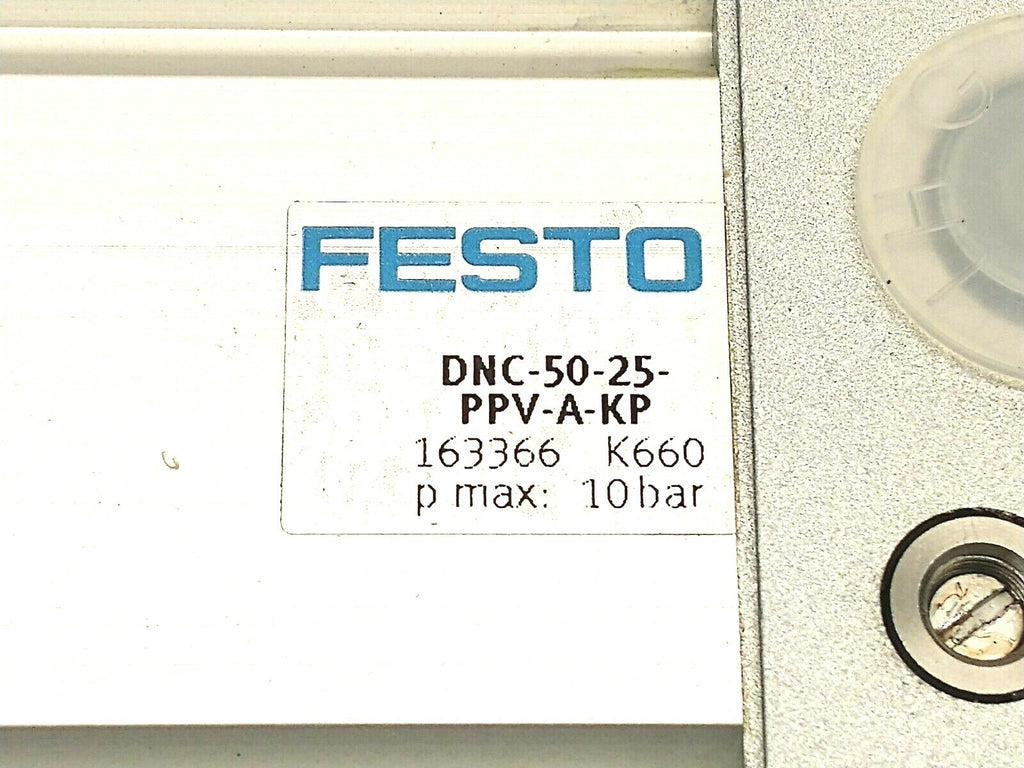 FESTO
DNC-50-25-
PPV-A-KP
163366 K660
p max: 10 bar